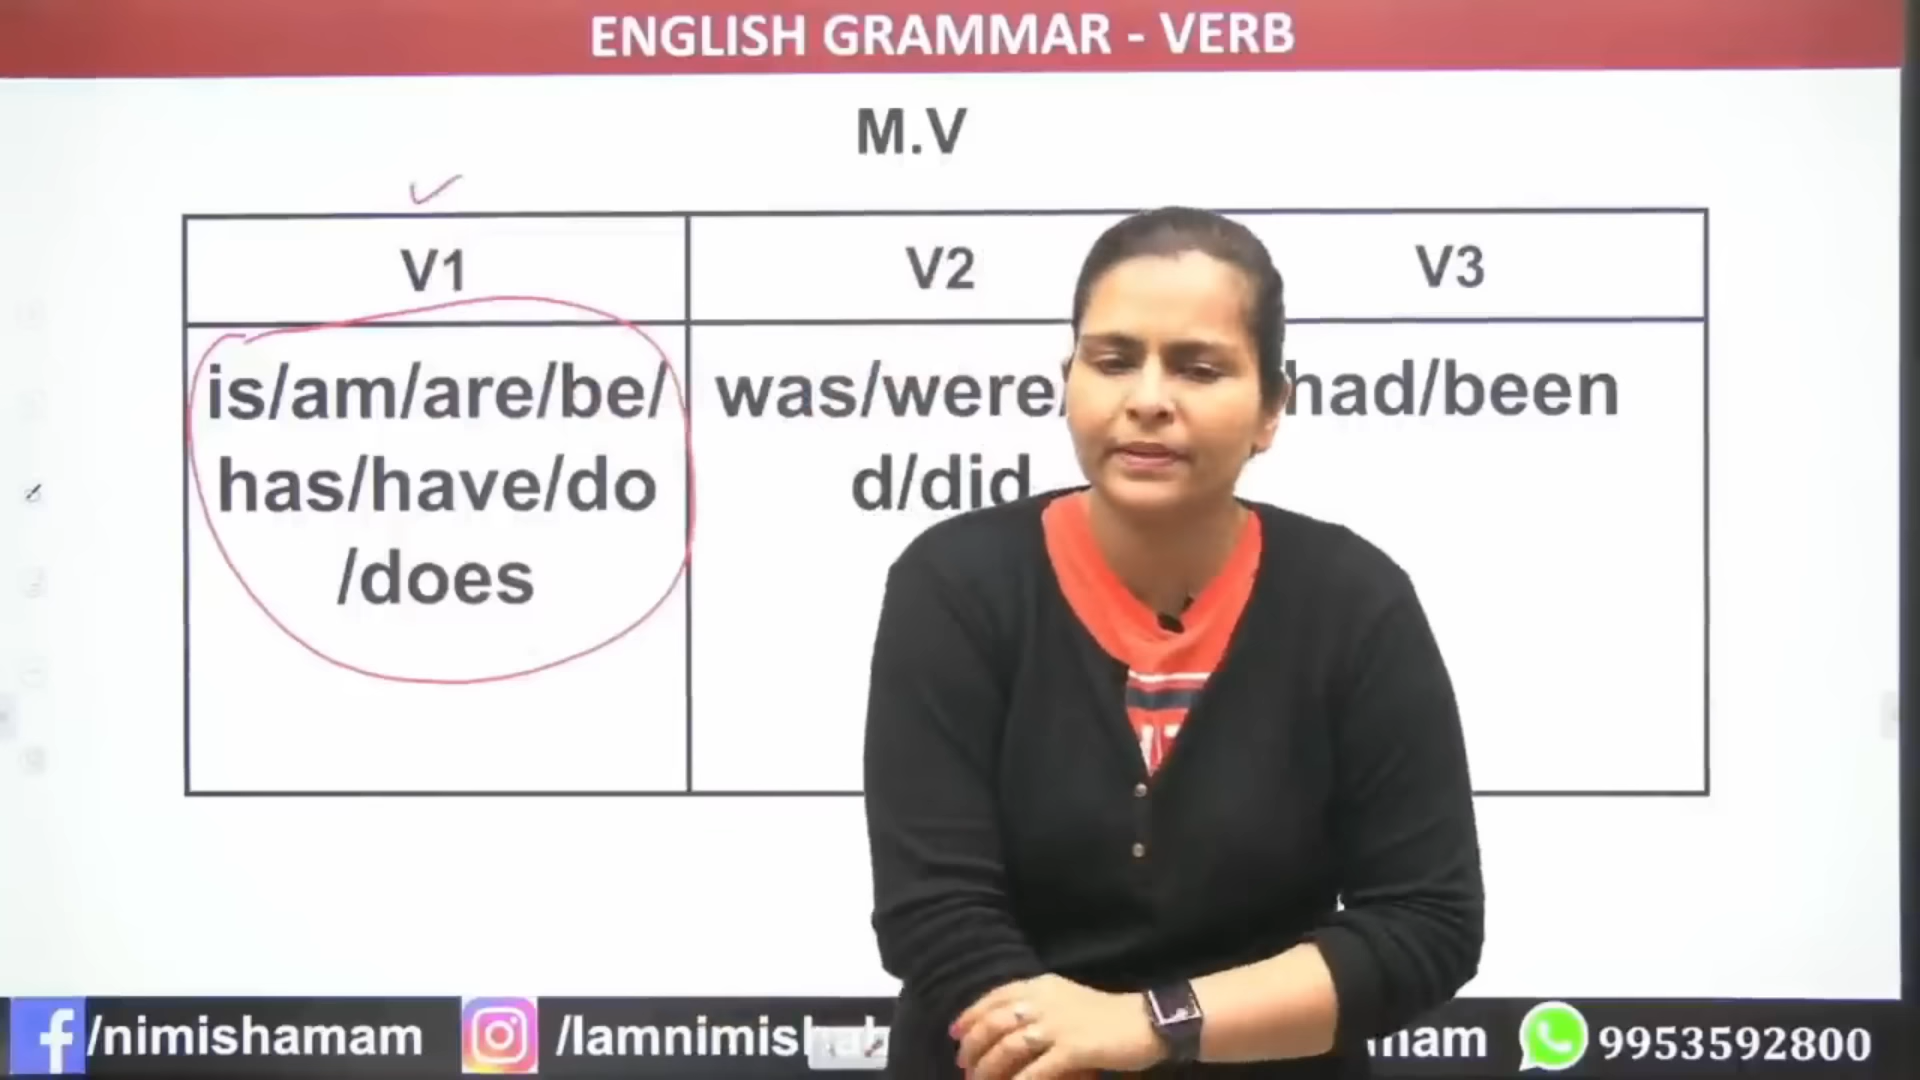 ENGLISH GRAMMAR - VERB
M.V
V1 V2 V3
is/am/are/be/
has/have/do
/does
was/were/
d/did
had/been
/nimishamam
/Iamnimis
mam
9953592800